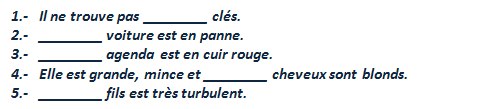 1.- Il ne trouve pas ________ clés.
2.- ________ voiture est en panne.
3.- ________ agenda est en cuir rouge.
4.- Elle est grande, mince et ________ cheveux sont blonds.
5.- ________ fils est très turbulent.